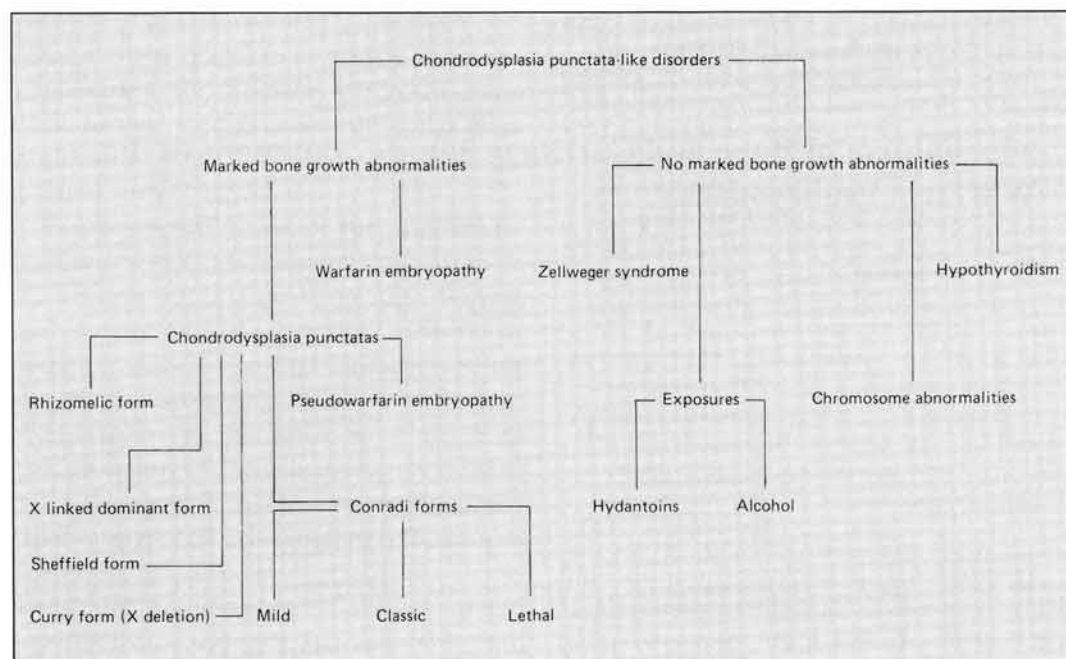 Chondrodysplasia punctata-like disorders
Marked bone growth abnormalities
No marked bone growth abnormalities
Warfarin embryopathy
Zellweger syndrome
Hypothyroidism
Chondrodysplasia punctatas
Rhizomelic form
Pseudowarfarin embryopathy
Exposures
Chromosome abnormalities
X linked dominant form
Conradi forms
Hydantoins
Alcohol
Sheffield form
Curry form (X deletion)
Mild
Classic
Lethal